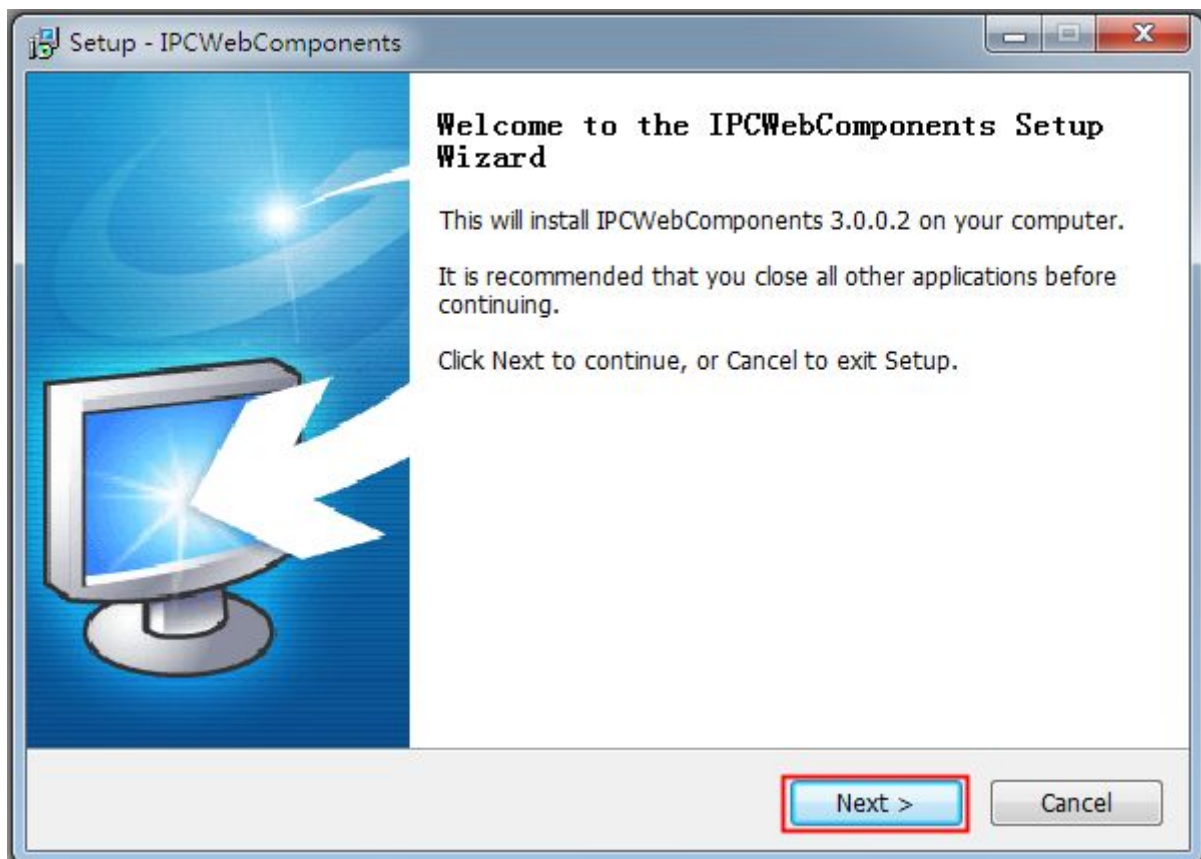 Setup - IPCWebComponents
Welcome to the IPCWebComponents Setup
Wizard
This will install IPCWebComponents 3.0.0.2 on your computer.
It is recommended that you close all other applications before
continuing.
Click Next to continue, or Cancel to exit Setup.
Next >
Cancel